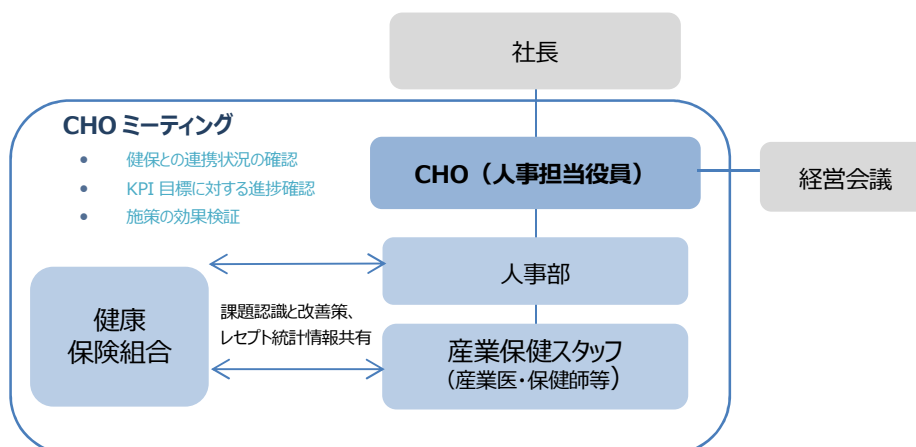 社長
CHO ミーティング
• 健保との連携状況の確認
• KPI 目標に対する進捗確認
• 施策の効果検証
CHO（人事担当役員）
経営会議
人事部
健康
保険組合
課題認識と改善策、
レセプト統計情報共有
産業保健スタッフ
（産業医・保健師等）